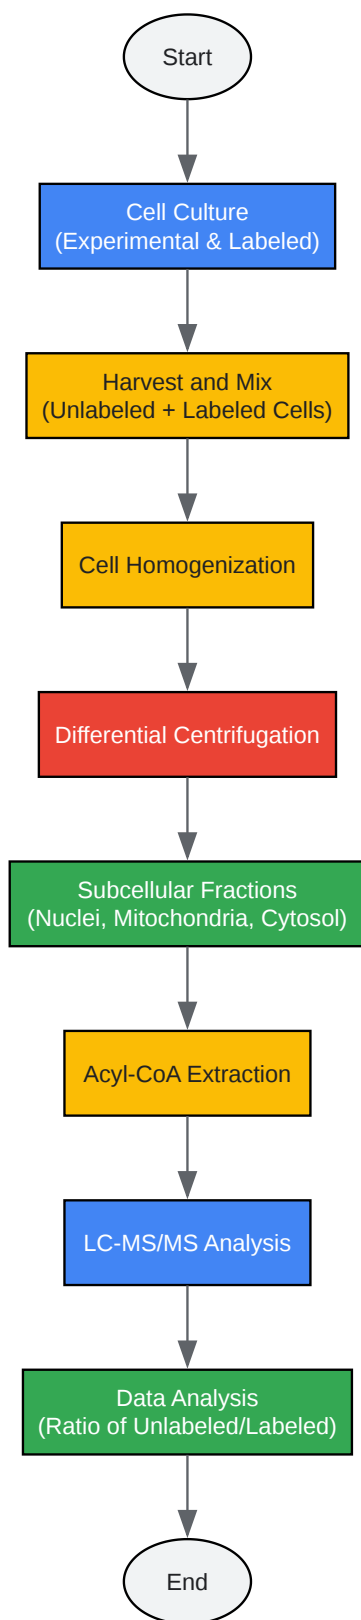 Start
Cell Culture
(Experimental & Labeled)
Harvest and Mix
(Unlabeled + Labeled Cells)
Cell Homogenization
Differential Centrifugation
Subcellular Fractions
(Nuclei, Mitochondria, Cytosol)
Acyl-CoA Extraction
LC-MS/MS Analysis
Data Analysis
(Ratio of Unlabeled/Labeled)
End